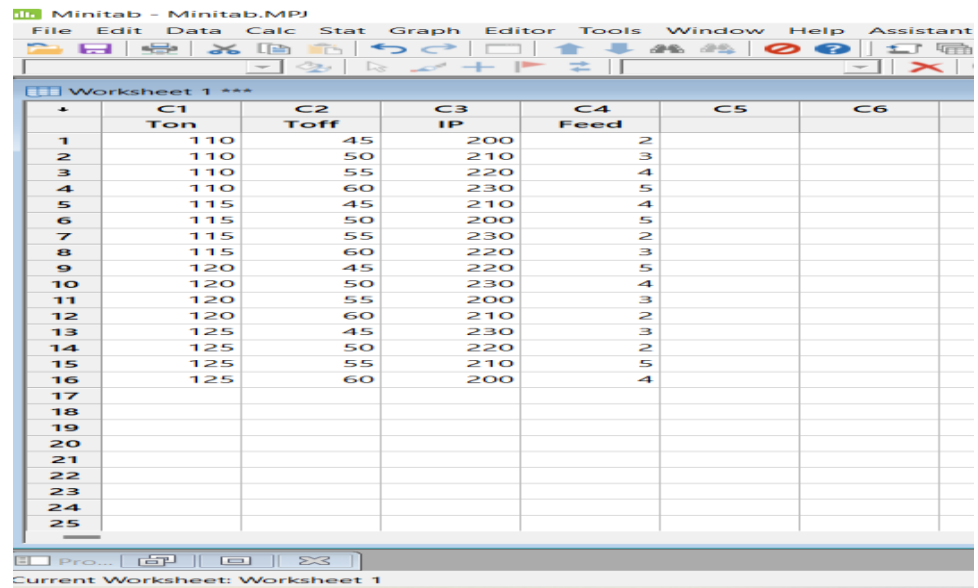 Minitab - Minitab.MPJ
File Edit Data Calc Stat Graph Editor Tools Window Help Assistant
Worksheet 1 ***
C1 C2 C3 C4 C5 C6
Ton Toff IP Feed
1 110 45 200 2
2 110 50 210 3
3 110 55 220 4
4 110 60 230 5
5 115 45 210 4
6 115 50 200 5
7 115 55 230 2
8 115 60 220 3
9 120 45 220 5
10 120 50 230 4
11 120 55 200 3
12 120 60 210 2
13 125 45 230 3
14 125 50 220 2
15 125 55 210 5
16 125 60 200 4
17
18
19
20
21
22
23
24
25
Pro...
Current Worksheet: Worksheet 1